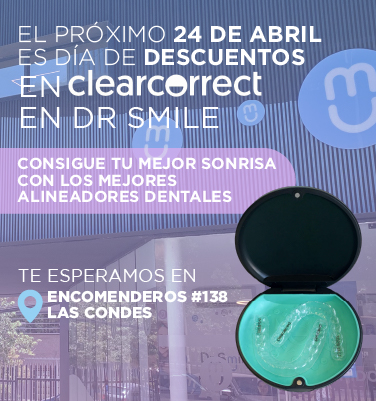 EL PRÓXIMO 24 DE ABRIL
ES DÍA DE DESCUENTOS
EN clearcorrect
EN DR SMILE
CONSIGUE TU MEJOR SONRISA
CON LOS MEJORES
ALINEADORES DENTALES
TE ESPERAMOS EN
ENCOMENDEROS #138
LAS CONDES